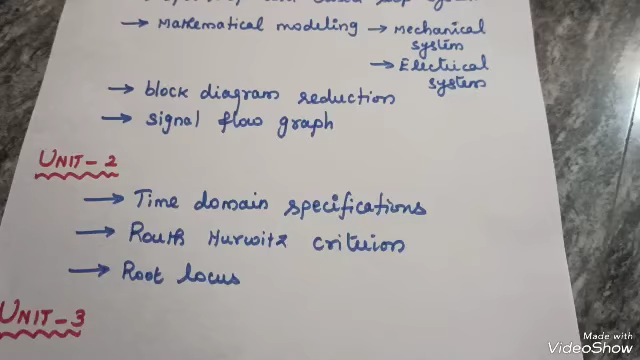 → Mathematical modeling → Mechanical
system
→ Electrical
system
→ block diagram reduction
→ signal flow graph
UNIT-2
→ Time domain specifications
→ Routh Hurwitz criterion
→ Root locus
UNIT-3
Made with
VideoShow